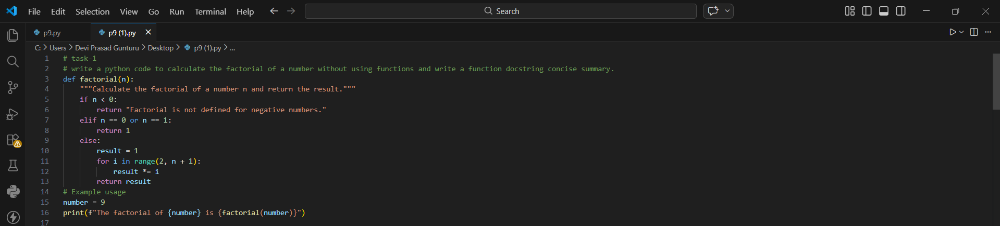 File Edit Selection View Go Run Terminal Help Search
p9.py p9 (1).py
C: > Users > Devi Prasad Gunturu > Desktop > p9 (1).py > ...
1 # task-1
2 # write a python code to calculate the factorial of a number without using functions and write a function docstring concise summary.
3 def factorial(n):
4     """Calculate the factorial of a number n and return the result."""
5     if n < 0:
6         return "Factorial is not defined for negative numbers."
7     elif n == 0 or n == 1:
8         return 1
9     else:
10         result = 1
11         for i in range(2, n + 1):
12             result *= i
13         return result
14 # Example usage
15 number = 9
16 print(f"The factorial of {number} is {factorial(number)}")
17